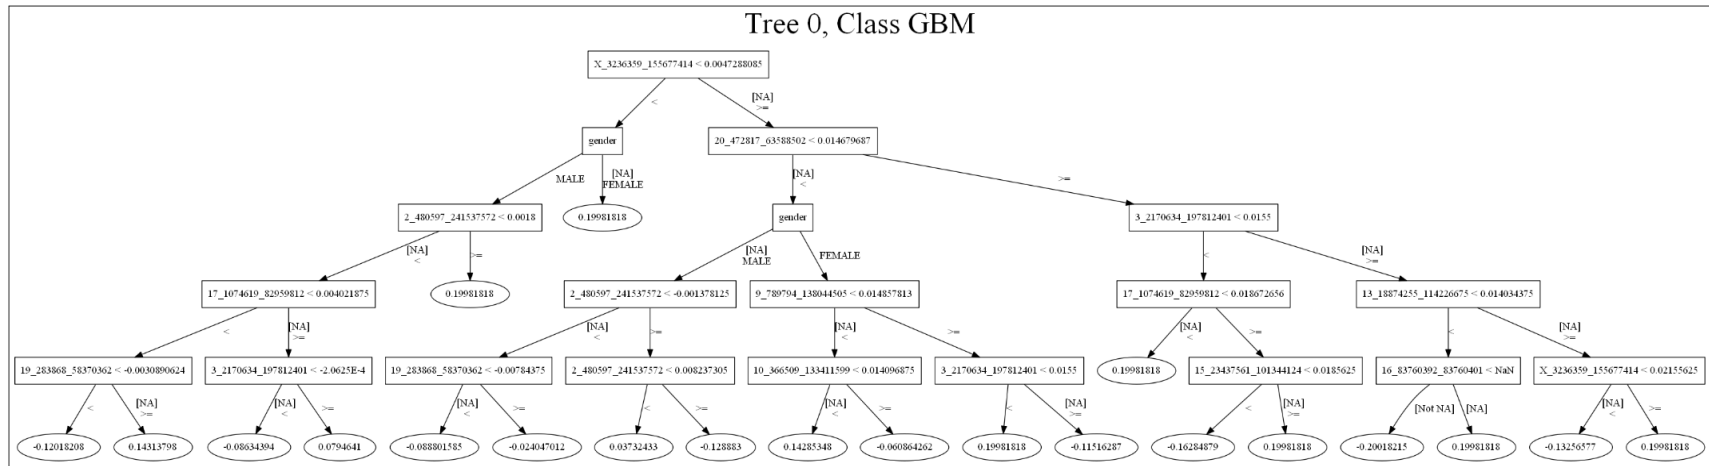 Tree 0, Class GBM
X_3236359_155677414 < 0.0047288085
<
[NA]
>=
gender
20_472817_63588502 < 0.014679687
MALE
[NA]
FEMALE
[NA]
<
>=
2_480597_241537572 < 0.0018
0.19981818
gender
3_2170634_197812401 < 0.0155
[NA]
<
>=
[NA]
MALE
FEMALE
<
[NA]
>=
17_1074619_82959812 < 0.004021875
0.19981818
2_480597_241537572 < -0.001378125
9_789794_138044505 < 0.014857813
17_1074619_82959812 < 0.018672656
13_18874255_114226675 < 0.014034375
<
[NA]
>=
[NA]
<
>=
[NA]
<
>=
[NA]
<
>=
<
[NA]
>=
19_283868_58370362 < -0.0030890624
3_2170634_197812401 < -2.0625E-4
19_283868_58370362 < -0.00784375
2_480597_241537572 < 0.008237305
10_366509_133411599 < 0.014096875
3_2170634_197812401 < 0.0155
0.19981818
15_23437561_101344124 < 0.0185625
16_83760392_83760401 < NaN
X_3236359_155677414 < 0.02155625
<
[NA]
>=
[NA]
<
>=
[NA]
<
>=
<
[NA]
>=
[NA]
<
>=
<
[NA]
>=
<
[NA]
>=
[Not NA]
[NA]
[NA]
<
>=
-0.12018208
0.14313798
-0.08634394
0.0794641
-0.088801585
-0.024047012
0.03732433
-0.128883
0.14285348
-0.060864262
0.19981818
-0.11516287
-0.16284879
0.19981818
-0.20018215
0.19981818
-0.13256577
0.19981818